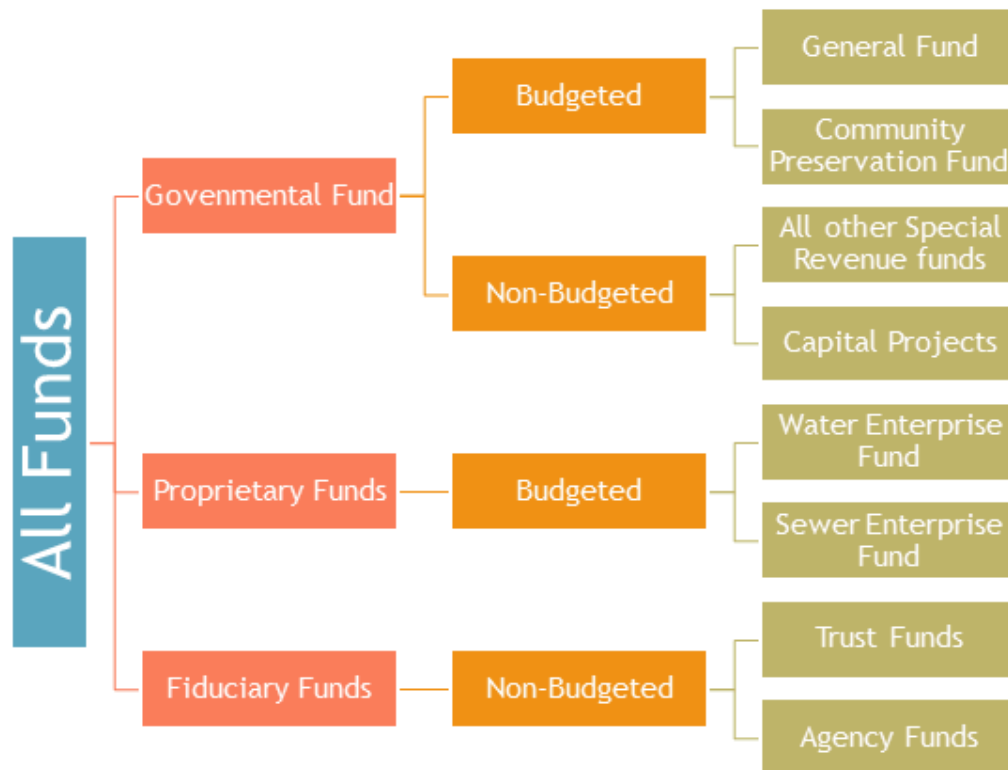 All Funds
Govenmental Fund
Budgeted
General Fund
Community
Preservation Fund
Non-Budgeted
All other Special
Revenue funds
Capital Projects
Proprietary Funds
Budgeted
Water Enterprise
Fund
Sewer Enterprise
Fund
Fiduciary Funds
Non-Budgeted
Trust Funds
Agency Funds